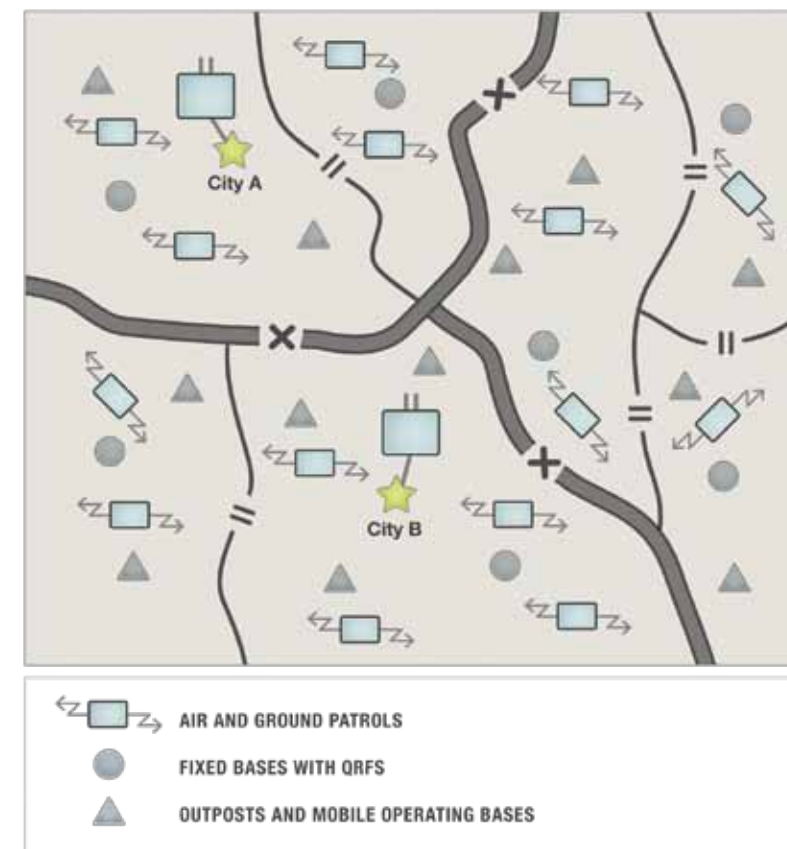 City A
City B
AIR AND GROUND PATROLS
FIXED BASES WITH QRFS
OUTPOSTS AND MOBILE OPERATING BASES